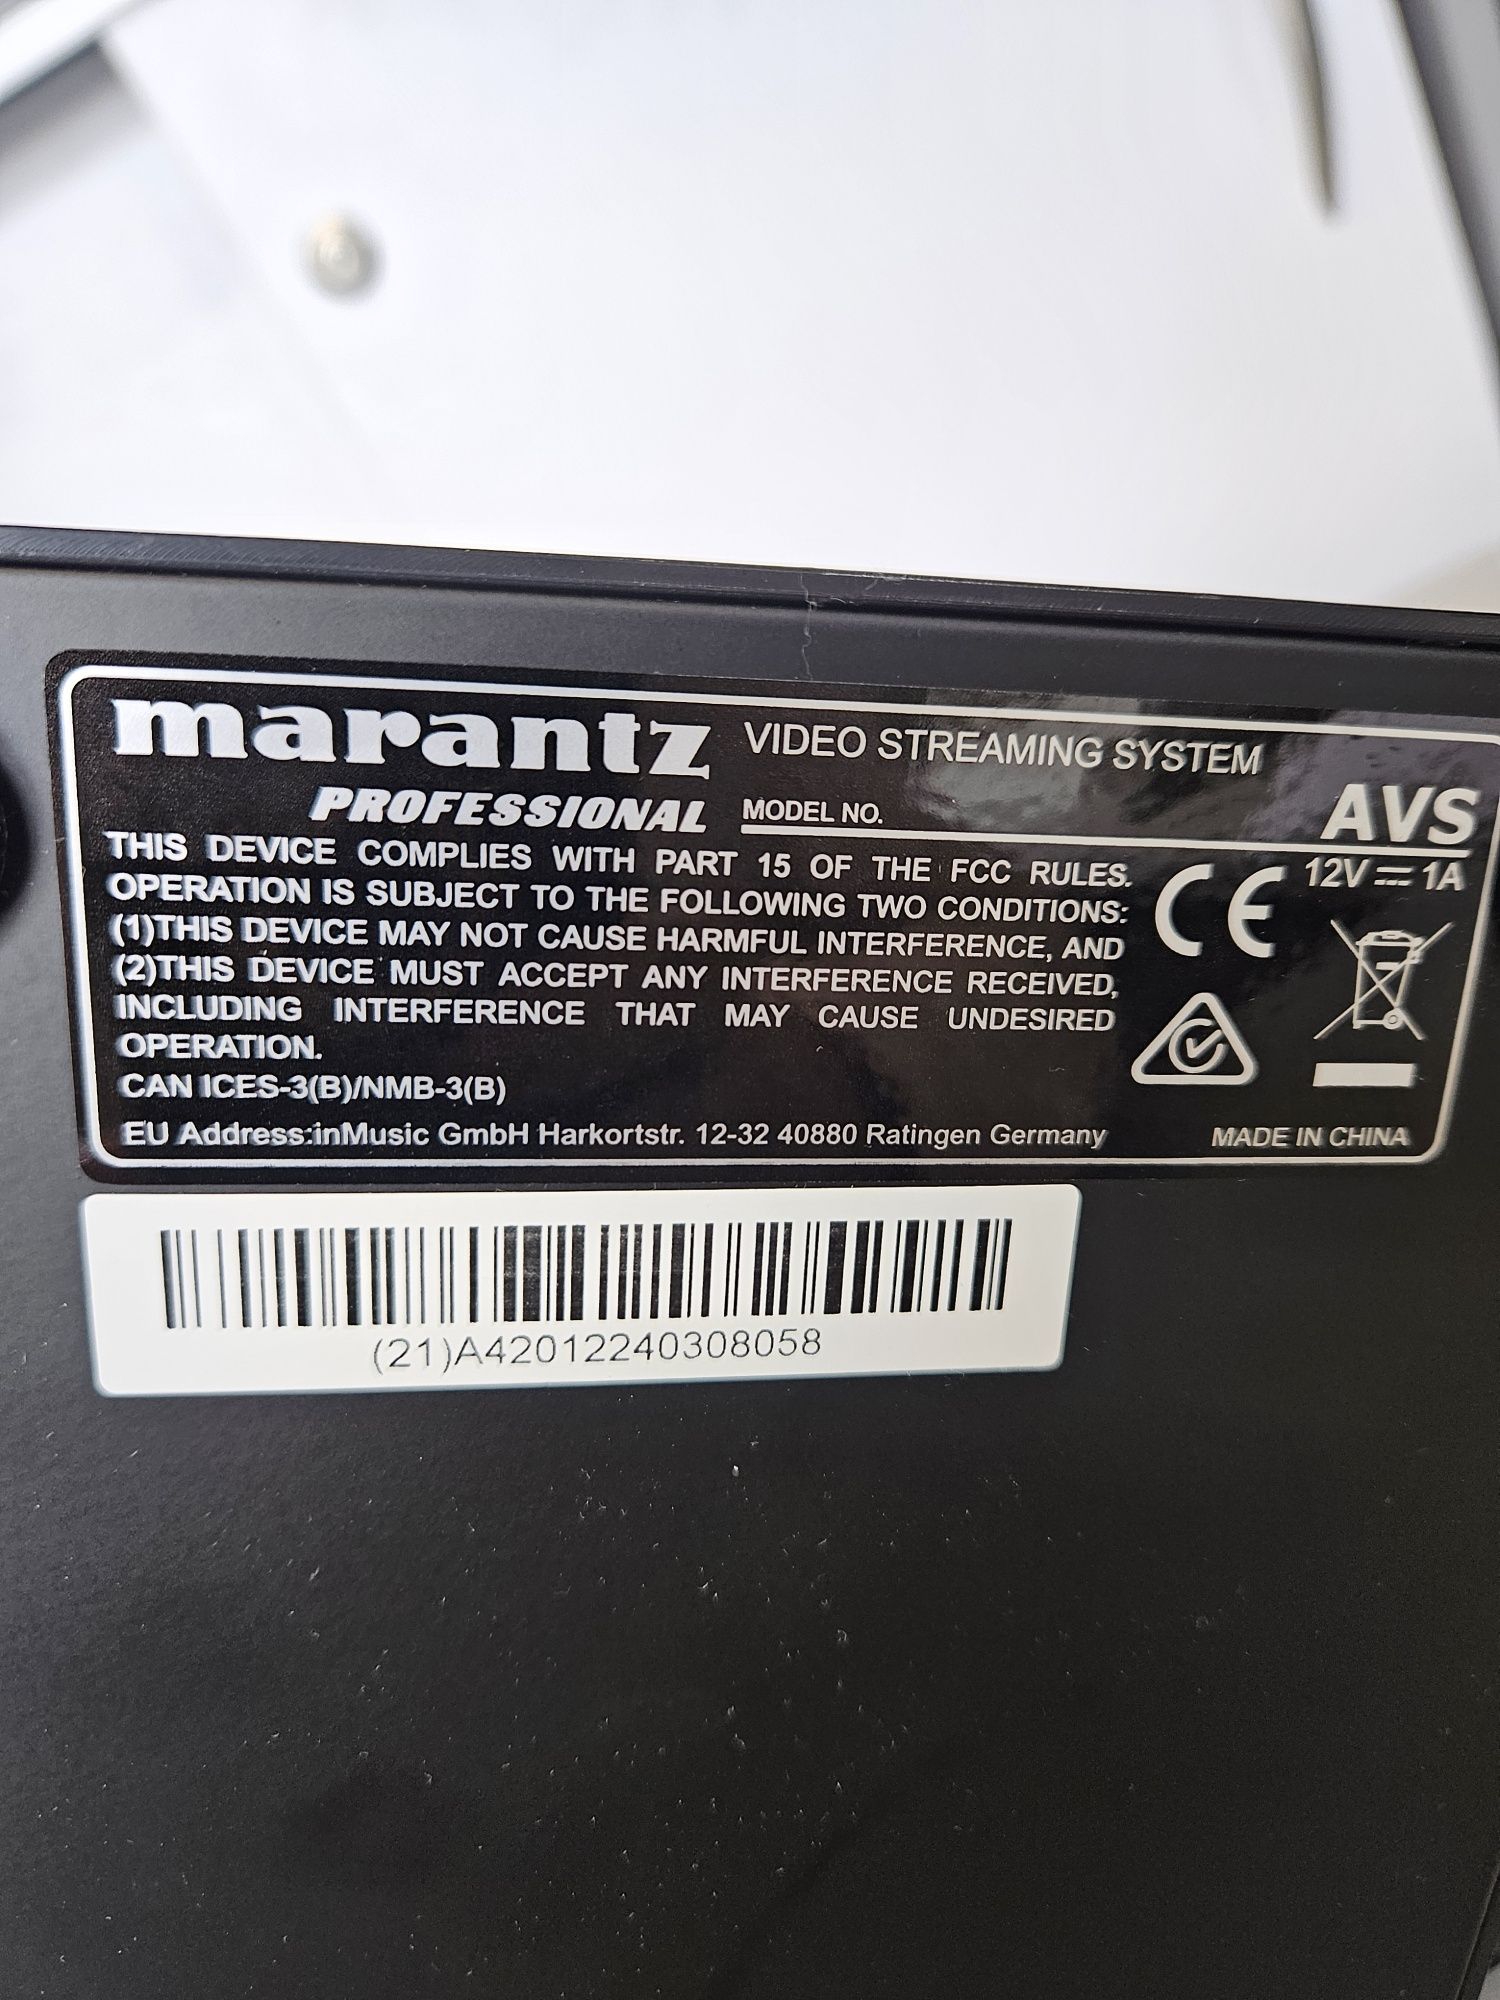 marantz VIDEO STREAMING SYSTEM
PROFESSIONAL MODEL NO. AVS
THIS DEVICE COMPLIES WITH PART 15 OF THE FCC RULES.
12V 1A
OPERATION IS SUBJECT TO THE FOLLOWING TWO CONDITIONS:
(1)THIS DEVICE MAY NOT CAUSE HARMFUL INTERFERENCE, AND
(2)THIS DEVICE MUST ACCEPT ANY INTERFERENCE RECEIVED,
INCLUDING INTERFERENCE THAT MAY CAUSE UNDESIRED
OPERATION.
CE
CAN ICES-3(B)/NMB-3(B)
EU Address:inMusic GmbH Harkortstr. 12-32 40880 Ratingen Germany
MADE IN CHINA
(21)A42012240308058